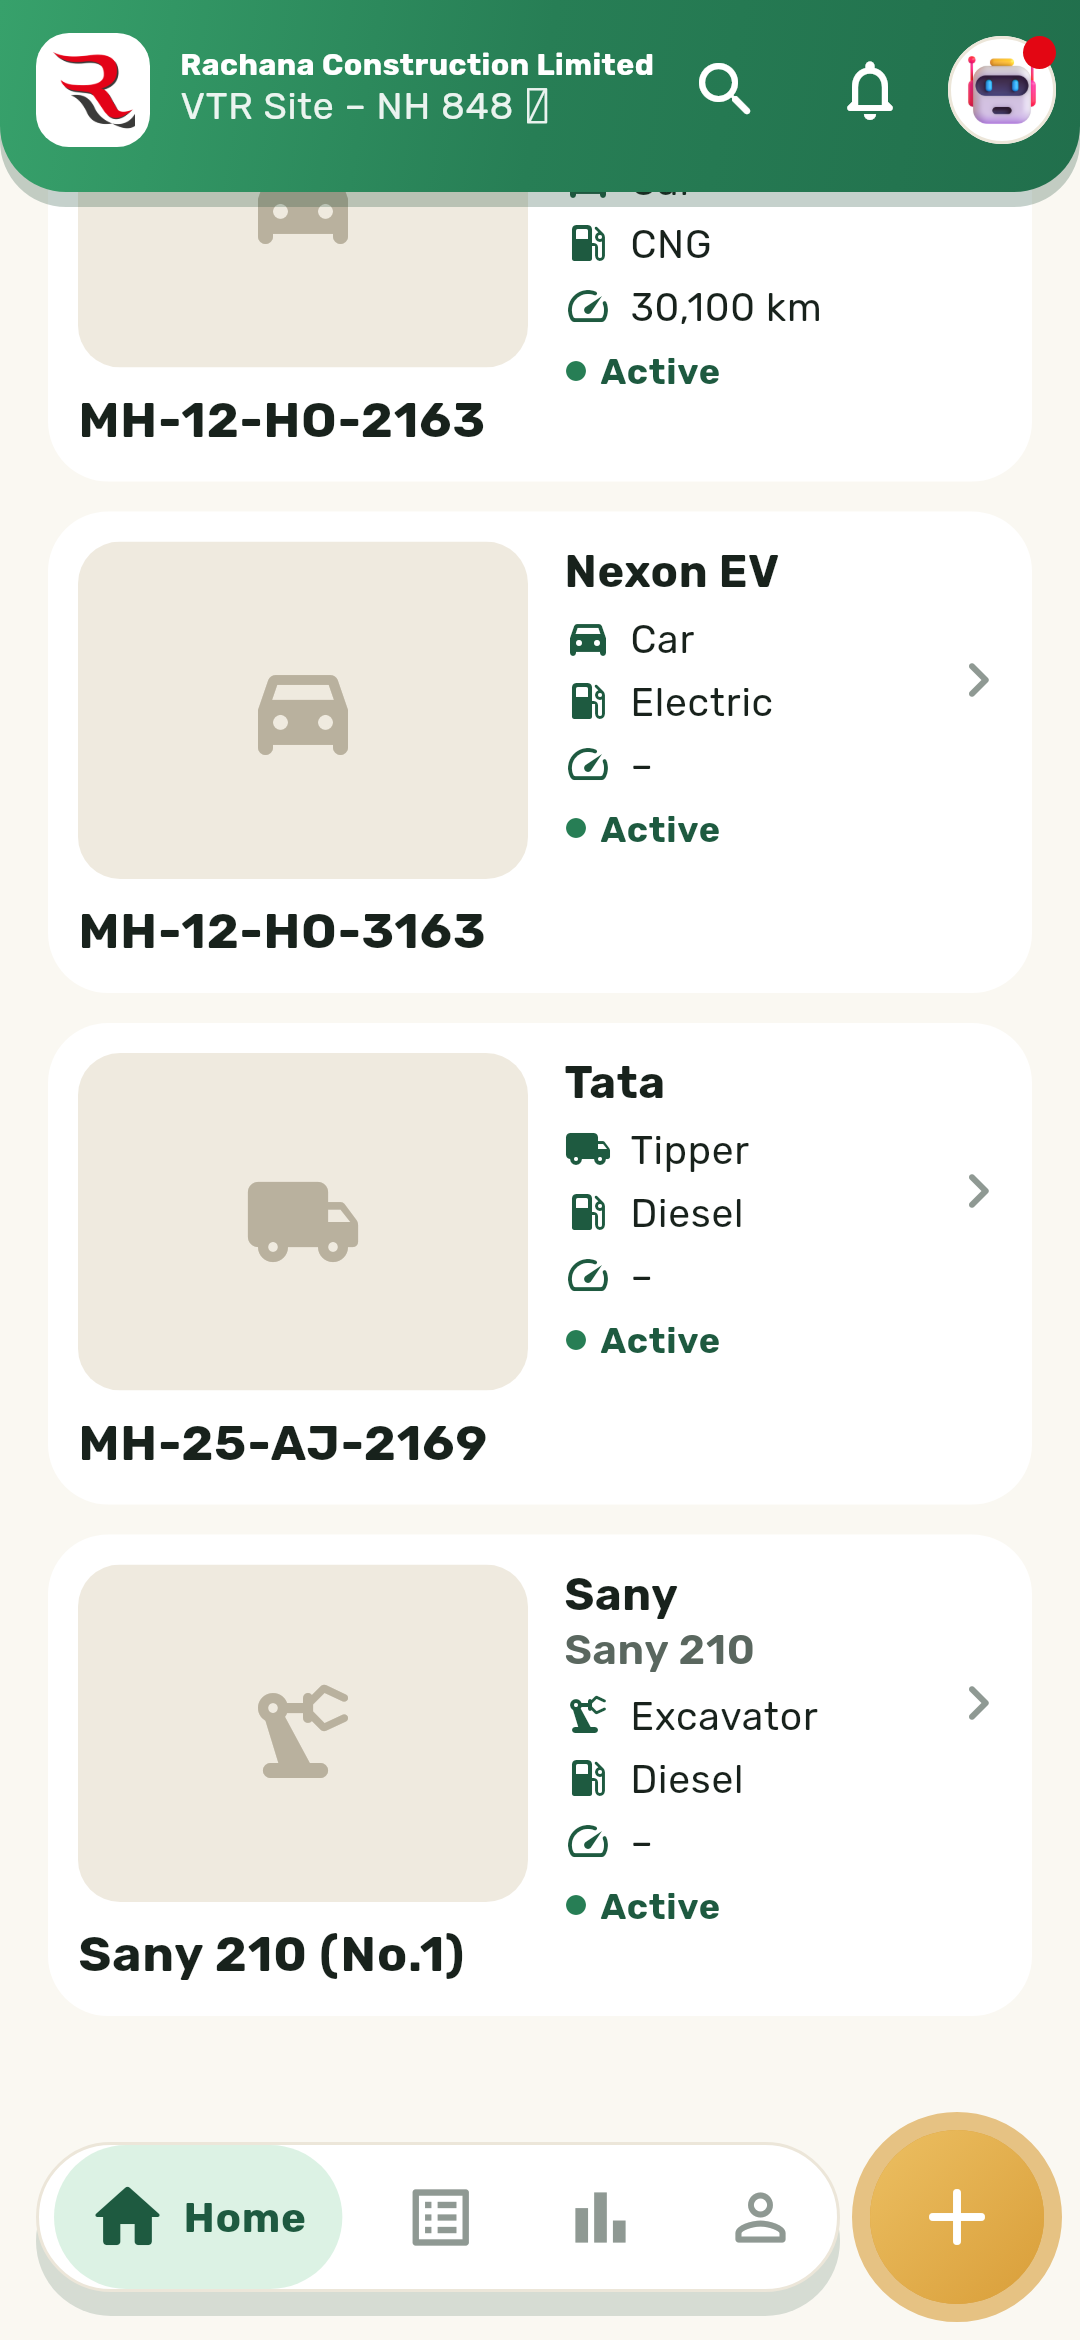 Rachana Construction Limited
VTR Site – NH 848
CNG
30,100 km
Active
MH-12-HO-2163
Nexon EV
Car
Electric
–
Active
MH-12-HO-3163
Tata
Tipper
Diesel
–
Active
MH-25-AJ-2169
Sany
Sany 210
Excavator
Diesel
–
Active
Sany 210 (No.1)
Home